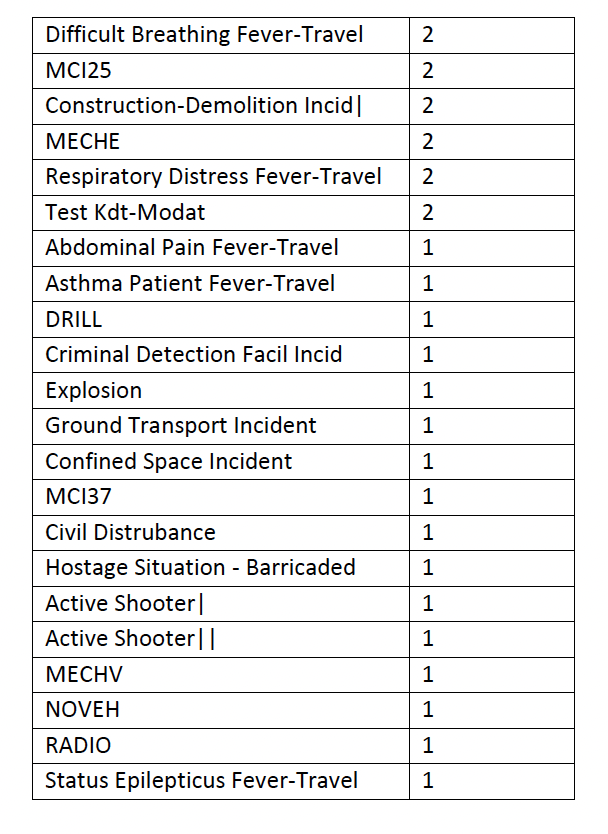 Difficult Breathing Fever-Travel 2
MCI25 2
Construction-Demolition Incid| 2
MECHE 2
Respiratory Distress Fever-Travel 2
Test Kdt-Modat 2
Abdominal Pain Fever-Travel 1
Asthma Patient Fever-Travel 1
DRILL 1
Criminal Detection Facil Incid 1
Explosion 1
Ground Transport Incident 1
Confined Space Incident 1
MCI37 1
Civil Distrubance 1
Hostage Situation - Barricaded 1
Active Shooter| 1
Active Shooter|| 1
MECHV 1
NOVEH 1
RADIO 1
Status Epilepticus Fever-Travel 1